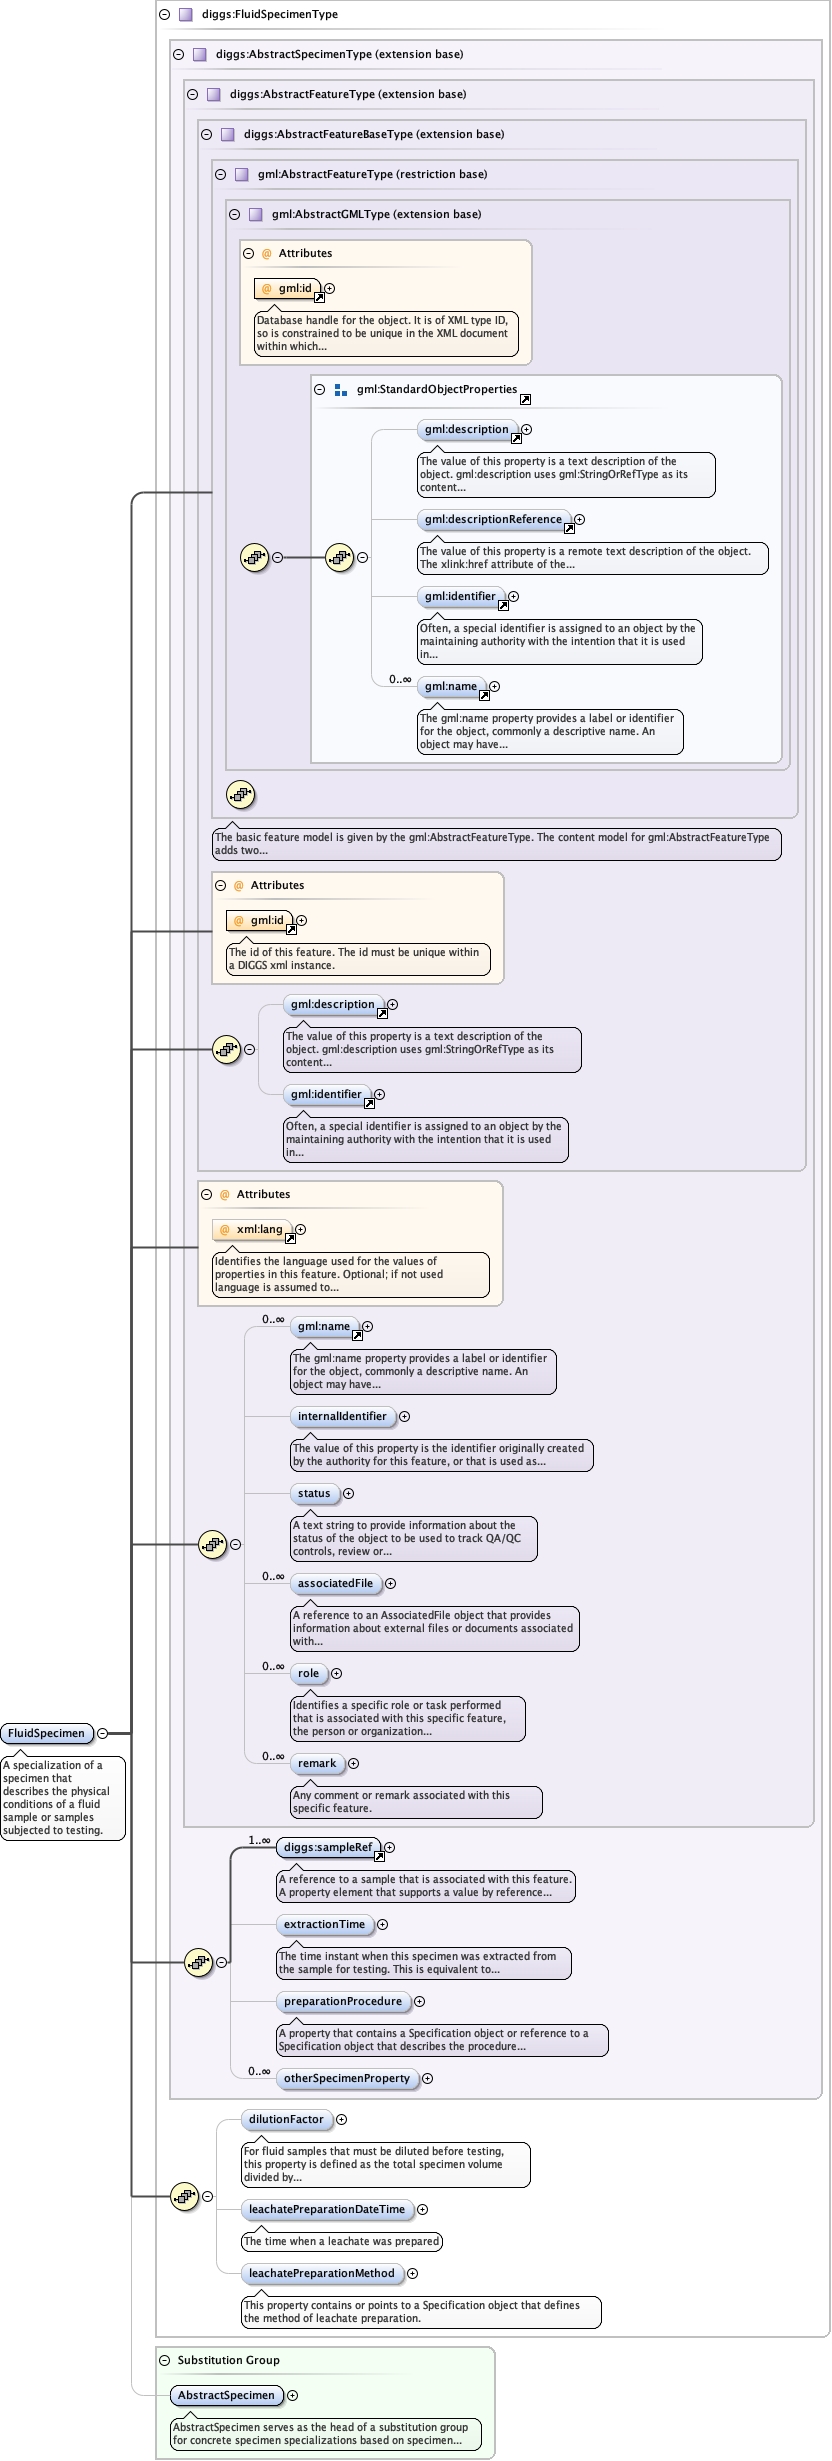 diggs:FluidSpecimenType
diggs:AbstractSpecimenType (extension base)
diggs:AbstractFeatureType (extension base)
diggs:AbstractFeatureBaseType (extension base)
gml:AbstractFeatureType (restriction base)
gml:AbstractGMLType (extension base)
@ Attributes
@ gml:id
Database handle for the object. It is of XML type ID,
so is constrained to be unique in the XML document
within which...
gml:StandardObjectProperties
gml:description
The value of this property is a text description of the
object. gml:description uses gml:StringOrRefType as its
content...
gml:descriptionReference
The value of this property is a remote text description of the object.
The xlink:href attribute of the...
gml:identifier
Often, a special identifier is assigned to an object by the
maintaining authority with the intention that it is used
in...
0..∞
gml:name
The gml:name property provides a label or identifier
for the object, commonly a descriptive name. An
object may have...
The basic feature model is given by the gml:AbstractFeatureType. The content model for gml:AbstractFeatureType
adds two...
@ Attributes
@ gml:id
The id of this feature. The id must be unique within
a DIGGS xml instance.
gml:description
The value of this property is a text description of the
object. gml:description uses gml:StringOrRefType as its
content...
gml:identifier
Often, a special identifier is assigned to an object by the
maintaining authority with the intention that it is used
in...
@ Attributes
@ xml:lang
Identifies the language used for the values of
properties in this feature. Optional; if not used
language is assumed to...
0..∞
gml:name
The gml:name property provides a label or identifier
for the object, commonly a descriptive name. An
object may have...
internalIdentifier
The value of this property is the identifier originally created
by the authority for this feature, or that is used as...
status
A text string to provide information about the
status of the object to be used to track QA/QC
controls, review or...
0..∞
associatedFile
A reference to an AssociatedFile object that provides
information about external files or documents associated
with...
0..∞
role
Identifies a specific role or task performed
that is associated with this specific feature,
the person or organization...
0..∞
remark
Any comment or remark associated with this
specific feature.
FluidSpecimen
A specialization of a
specimen that
describes the physical
conditions of a fluid
sample or samples
subjected to testing.
1..∞
diggs:sampleRef
A reference to a sample that is associated with this feature.
A property element that supports a value by reference...
extractionTime
The time instant when this specimen was extracted from
the sample for testing. This is equivalent to...
preparationProcedure
A property that contains a Specification object or reference to a
Specification object that describes the procedure...
0..∞
otherSpecimenProperty
dilutionFactor
For fluid samples that must be diluted before testing,
this property is defined as the total specimen volume
divided by...
leachatePreparationDateTime
The time when a leachate was prepared
leachatePreparationMethod
This property contains or points to a Specification object that defines
the method of leachate preparation.
Substitution Group
AbstractSpecimen
AbstractSpecimen serves as the head of a substitution group
for concrete specimen specializations based on specimen...